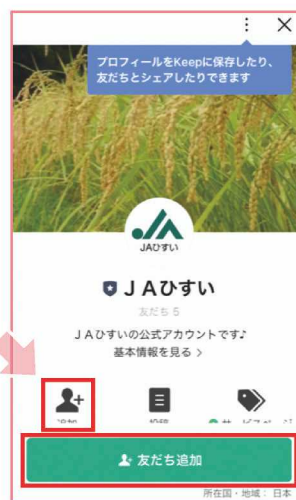 プロフィールをKeepに保存したり、
友だちとシェアしたりできます
JAひすい
JAひすい
友だち 5
JAひすいの公式アカウントです♪
基本情報を見る >
追加
投稿
友だち追加
所在国・地域: 日本